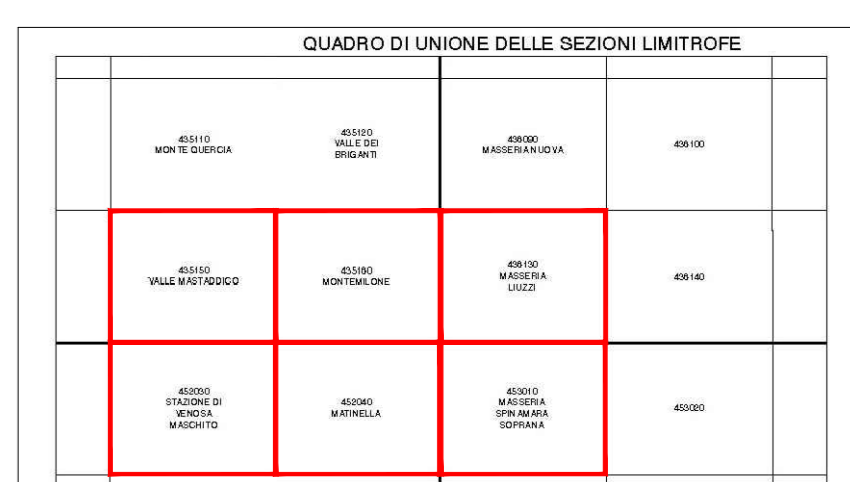 QUADRO DI UNIONE DELLE SEZIONI LIMITROFE
435110
MONTE QUERCIA
435120
VALLE DEI
BRIGANTI
436090
MASSERIA NUOVA
436100
435150
VALLE MASTADDICO
435160
MONTEMILONE
436130
MASSERIA
LIUZZI
436140
452030
STAZIONE DI
VENOSA
MASCHITO
452040
MATINELLA
453010
MASSERIA
SPINAMARA
SOPRANA
453020